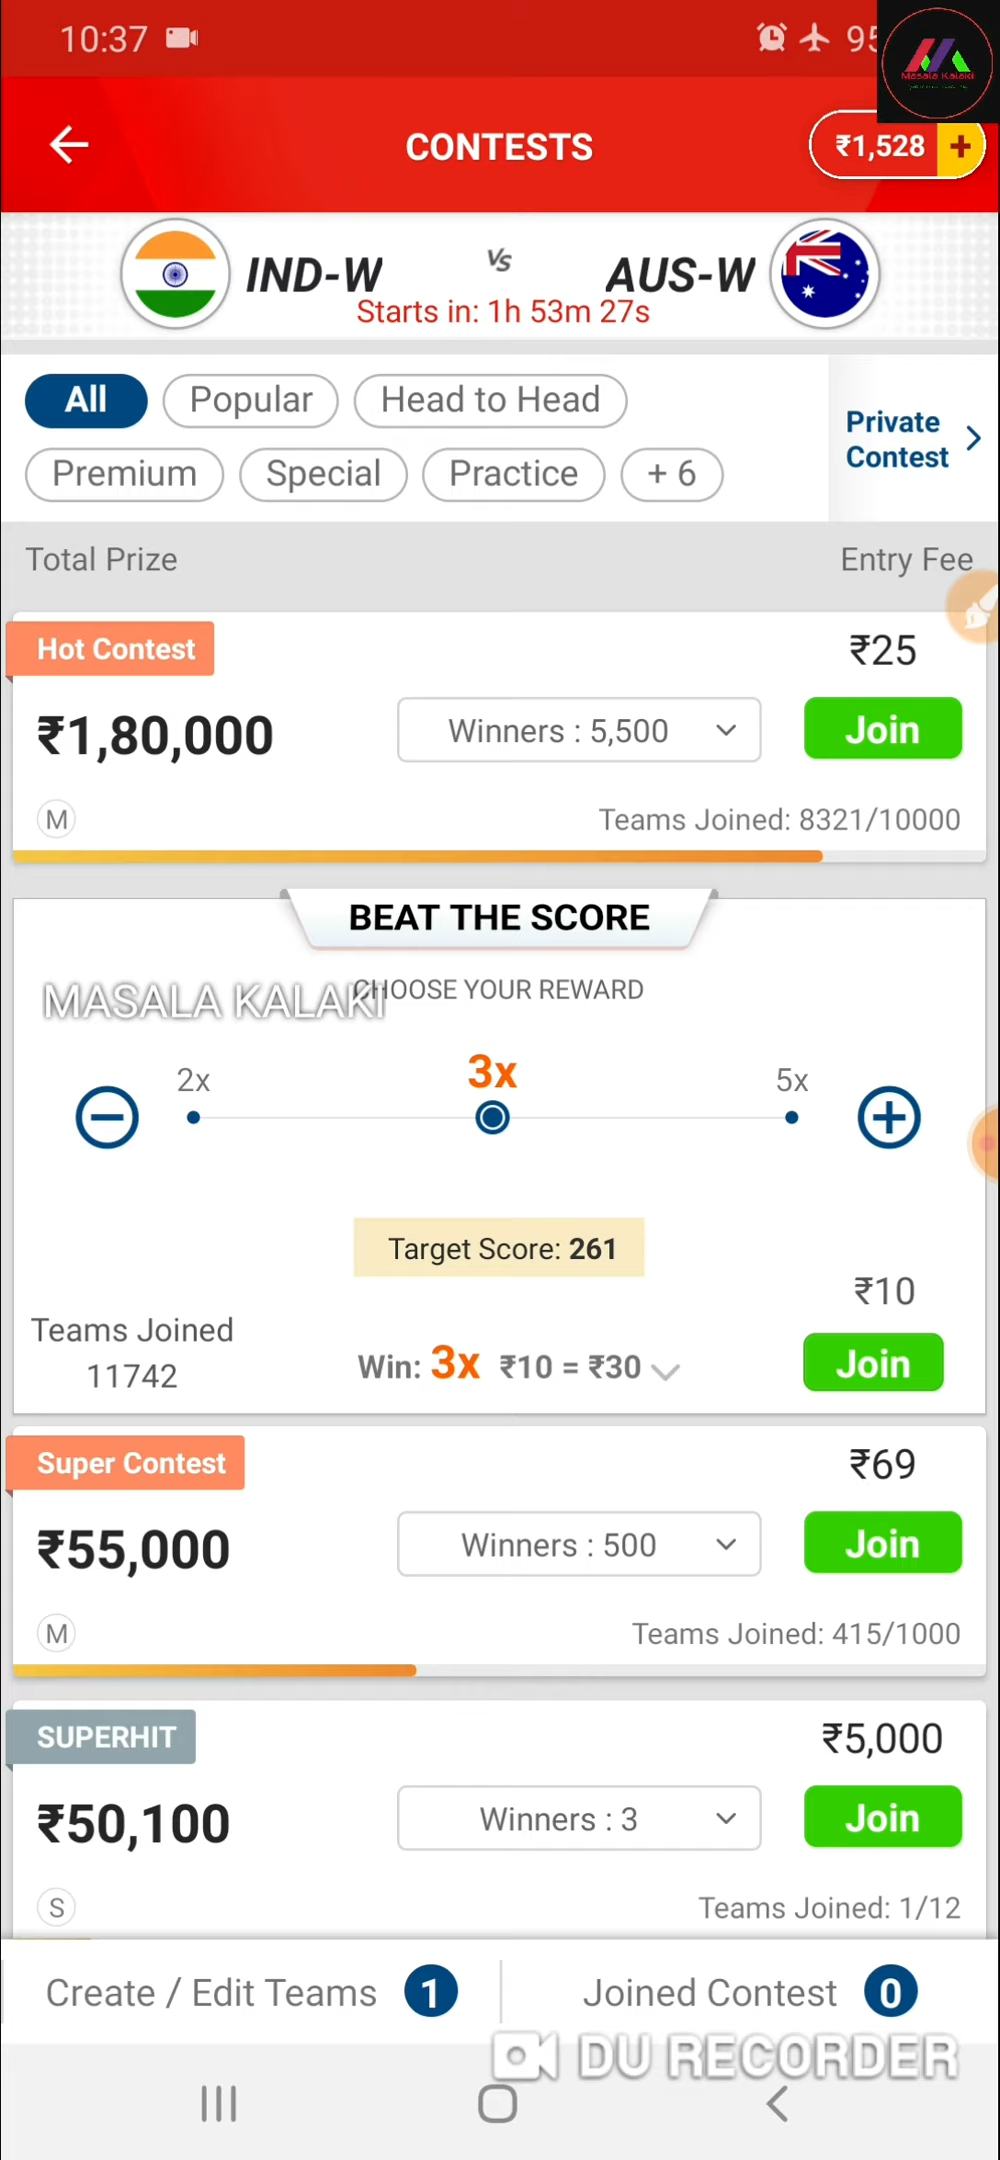 10:37
Masala Kalaki
CONTESTS
₹1,528 +
IND-W vs AUS-W
Starts in: 1h 53m 27s
All Popular Head to Head
Premium Special Practice + 6
Private
Contest
Total Prize Entry Fee
Hot Contest ₹25
₹1,80,000 Winners : 5,500 Join
M Teams Joined: 8321/10000
BEAT THE SCORE
MASALA KALAKI
CHOOSE YOUR REWARD
2x 3x 5x
Target Score: 261
₹10
Teams Joined
11742
Win: 3x ₹10 = ₹30
Join
Super Contest ₹69
₹55,000 Winners : 500 Join
M Teams Joined: 415/1000
SUPERHIT ₹5,000
₹50,100 Winners : 3 Join
S Teams Joined: 1/12
Create / Edit Teams 1 Joined Contest 0
DU RECORDER